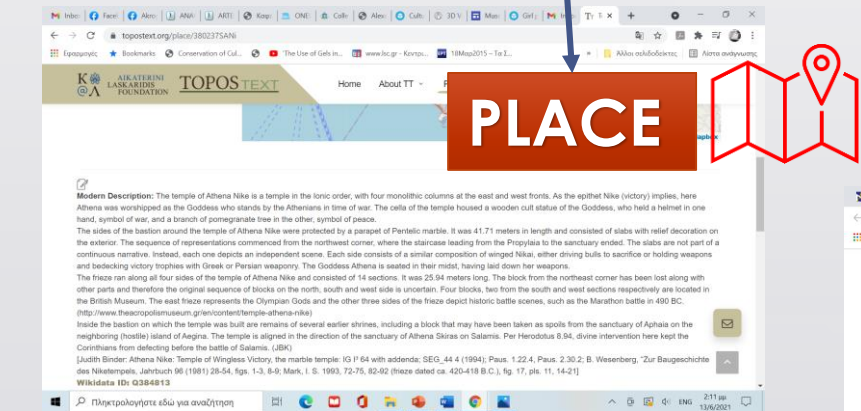 Inbo
Face
Akro
ANA
ARTE
Καρτ
ONE
Colle
Alex
Cultu
3D V
Muse
Girl
topostext.org/place/380237SANi
Εφαρμογές
Bookmarks
Conservation of Cul...
The Use of Gels in...
www.lsc.gr - Κεντρι...
18Μαρ2015 – Τα Σ...
»
Άλλοι σελιδοδείκτες
Λίστα ανάγνωσης
AIKATERINI
LASKARIDIS
FOUNDATION
TOPOSTEXT
Home
About TT
PLACE
Modern Description: The temple of Athena Nike is a temple in the Ionic order, with four monolithic columns at the east and west fronts. As the epithet Nike (victory) implies, here
Athena was worshipped as the Goddess who stands by the Athenians in time of war. The cella of the temple housed a wooden cult statue of the Goddess, who held a helmet in one
hand, symbol of war, and a branch of pomegranate tree in the other, symbol of peace.
The sides of the bastion around the temple of Athena Nike were protected by a parapet of Pentelic marble. It was 41.71 meters in length and consisted of slabs with relief decoration on
the exterior. The sequence of representations commenced from the northwest corner, where the staircase leading from the Propylaia to the sanctuary ended. The slabs are not part of a
continuous narrative. Instead, each one depicts an independent scene. Each side consists of a similar composition of winged Nikai, either driving bulls to sacrifice or holding weapons
and bedecking victory trophies with Greek or Persian weaponry. The Goddess Athena is seated in their midst, having laid down her weapons.
The frieze ran along all four sides of the temple of Athena Nike and consisted of 14 sections. It was 25.94 meters long. The block from the northeast corner has been lost along with
other parts and therefore the original sequence of blocks on the north, south and west side is uncertain. Four blocks, two from the south and west sections respectively are located in
the British Museum. The east frieze represents the Olympian Gods and the other three sides of the frieze depict historic battle scenes, such as the Marathon battle in 490 BC.
(http://www.theacropolismuseum.gr/en/content/temple-athena-nike)
Inside the bastion on which the temple was built are remains of several earlier shrines, including a block that may have been taken as spoils from the sanctuary of Aphaia on the
neighboring (hostile) island of Aegina. The temple is aligned in the direction of the sanctuary of Athena Skiras on Salamis. Per Herodotus 8.94, divine intervention here kept the
Corinthians from defecting before the battle of Salamis. (JBK)
[Judith Binder: Athena Nike: Temple of Wingless Victory, the marble temple: IG I³ 64 with addenda; SEG_44 4 (1994); Paus. 1.22.4, Paus. 2.30.2; B. Wesenberg, "Zur Baugeschichte
des Niketempels, Jahrbuch 96 (1981) 28-54, figs. 1-3, 8-9; Mark, I. S. 1993, 72-75, 82-92 (frieze dated ca. 420-418 B.C.), fig. 17, pls. 11, 14-21]
Wikidata ID: Q384813
Πληκτρολογήστε εδώ για αναζήτηση
ENG
2:11 μμ
13/6/2021